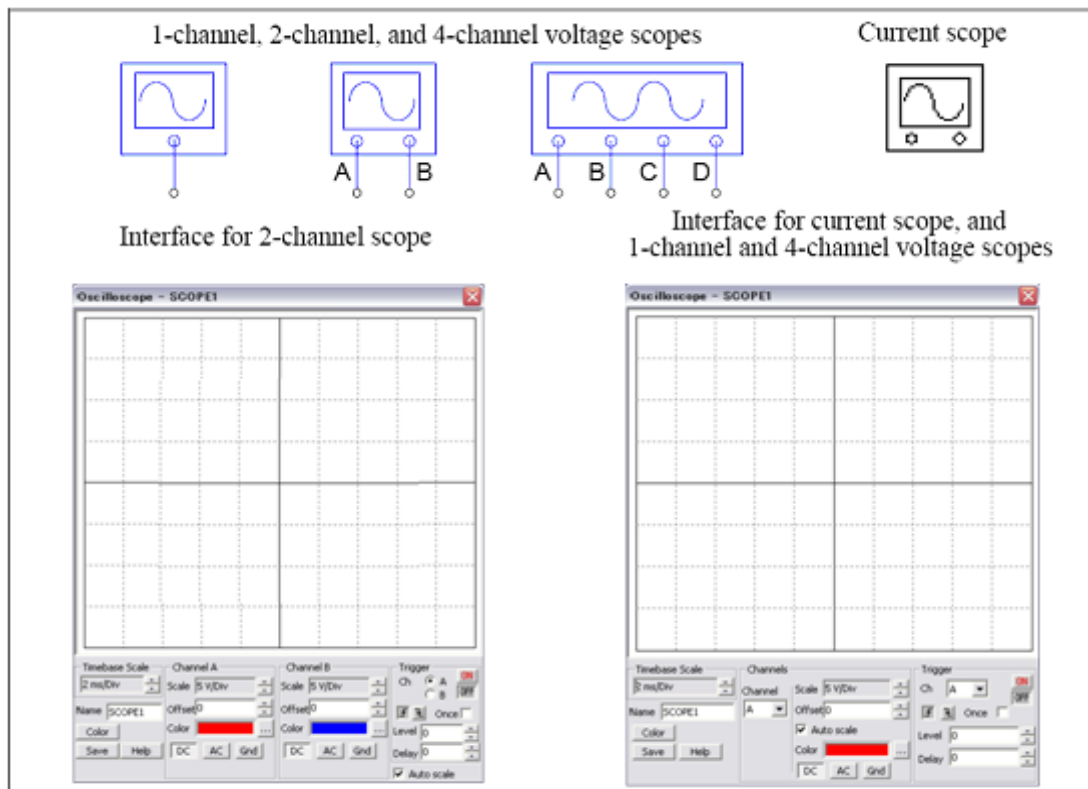 1-channel, 2-channel, and 4-channel voltage scopes
Current scope
A B
A B C D
Interface for 2-channel scope
Interface for current scope, and
1-channel and 4-channel voltage scopes
Oscilloscope - SCOPE1
Timebase Scale
2 ms/Div
Name SCOPE1
Color
Save Help
Channel A
Scale 5 V/Div
Offset 0
Color ...
DC AC Gnd
Channel B
Scale 5 V/Div
Offset 0
Color ...
DC AC Gnd
Trigger
Ch A
B
ON
OFF
Once
Level 0
Delay 0
Auto scale
Oscilloscope - SCOPE1
Timebase Scale
2 ms/Div
Name SCOPE1
Color
Save Help
Channels
Channel
A
Scale 5 V/Div
Offset 0
Auto scale
Color ...
DC AC Gnd
Trigger
Ch A
ON
OFF
Once
Level 0
Delay 0